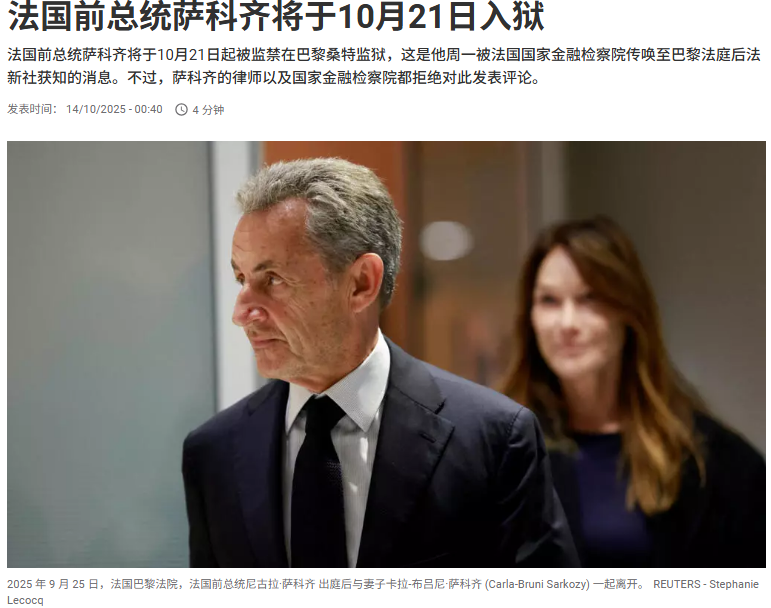 法国前总统萨科齐将于10月21日入狱
法国前总统萨科齐将于10月21日起被监禁在巴黎桑特监狱，这是他周一被法国国家金融检察院传唤至巴黎法庭后法
新社获知的消息。不过，萨科齐的律师以及国家金融检察院都拒绝对此发表评论。
发表时间： 14/10/2025 - 00:40 4 分钟
2025 年 9 月 25 日，法国巴黎法院，法国前总统尼古拉·萨科齐 出庭后与妻子卡拉-布吕尼·萨科齐 (Carla-Bruni Sarkozy) 一起离开。 REUTERS - Stephanie
Lecocq